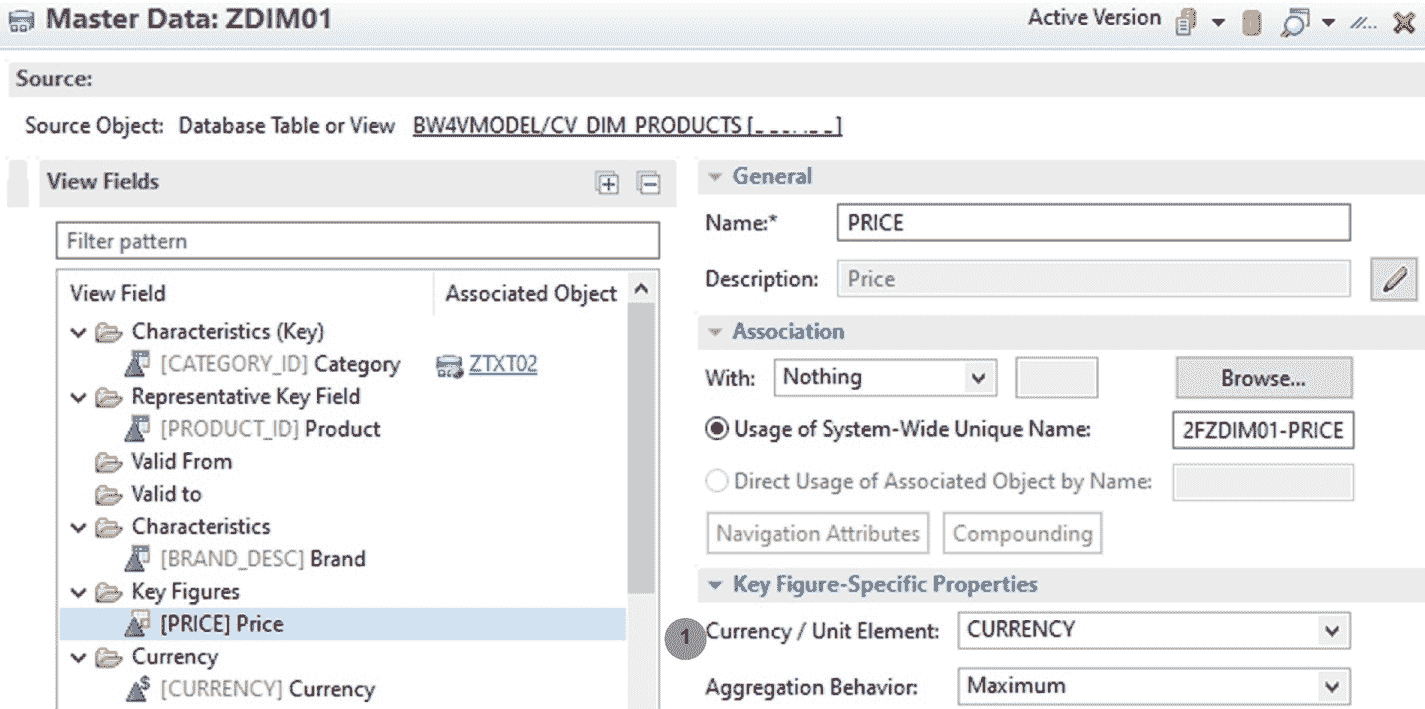 Master Data: ZDIM01
Active Version
Source:
Source Object: Database Table or View BW4VMODEL/CV_DIM_PRODUCTS [
View Fields
Filter pattern
View Field Associated Object
Characteristics (Key)
[CATEGORY_ID] Category ZTXT02
Representative Key Field
[PRODUCT_ID] Product
Valid From
Valid to
Characteristics
[BRAND_DESC] Brand
Key Figures
[PRICE] Price
Currency
[CURRENCY] Currency
General
Name:* PRICE
Description: Price
Association
With: Nothing Browse...
Usage of System-Wide Unique Name: 2FZDIM01-PRICE
Direct Usage of Associated Object by Name:
Navigation Attributes Compounding
Key Figure-Specific Properties
1 Currency / Unit Element: CURRENCY
Aggregation Behavior: Maximum